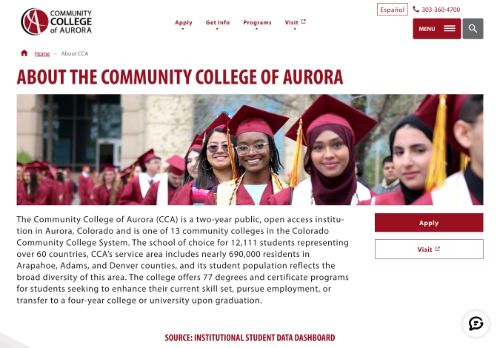 Español
303-360-4700
COMMUNITY
COLLEGE
of AURORA
Apply
Get Info
Programs
Visit
MENU
Home
About CCA
ABOUT THE COMMUNITY COLLEGE OF AURORA
The Community College of Aurora (CCA) is a two-year public, open access institu-
tion in Aurora, Colorado and is one of 13 community colleges in the Colorado
Community College System. The school of choice for 12,111 students representing
over 60 countries, CCA’s service area includes nearly 690,000 residents in
Arapahoe, Adams, and Denver counties, and its student population reflects the
broad diversity of this area. The college offers 77 degrees and certificate programs
for students seeking to enhance their current skill set, pursue employment, or
transfer to a four-year college or university upon graduation.
Apply
Visit
SOURCE: INSTITUTIONAL STUDENT DATA DASHBOARD